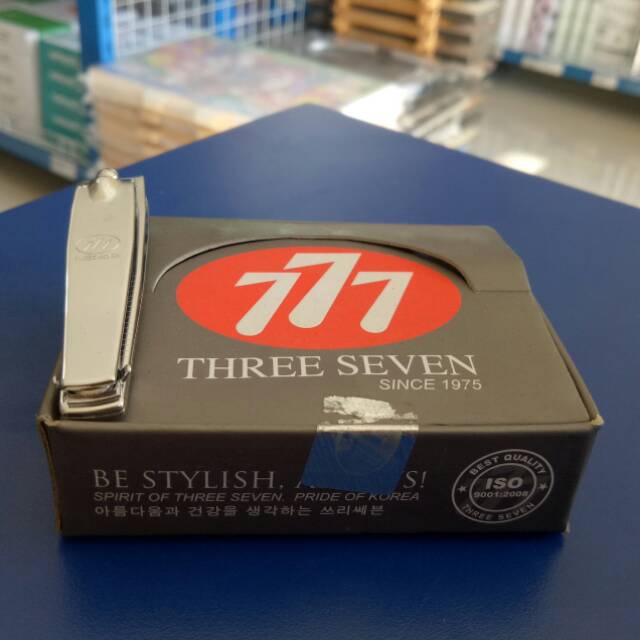 777
777
THREE SEVEN
SINCE 1975
BE STYLISH, A S!
SPIRIT OF THREE SEVEN. PRIDE OF KOREA
아름다움과 건강을 생각하는 쓰리쎄븐
BEST QUALITY
ISO
9001:2008
THREE SEVEN